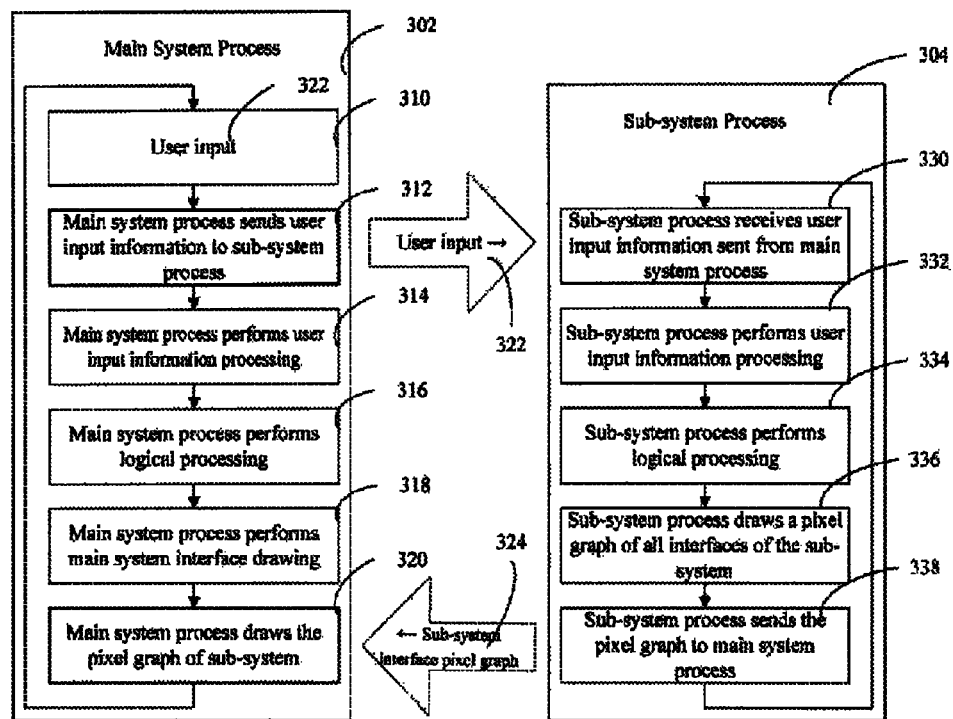 Main System Process
302
322
310
User input
312
Main system process sends user
input information to sub-system
process
314
Main system process performs user
input information processing
316
Main system process performs
logical processing
318
Main system process performs
main system interface drawing
320
Main system process draws the
pixel graph of sub-system
User input →
322
324
← Sub-system
interface pixel graph
304
Sub-system Process
330
Sub-system process receives user
input information sent from main
system process
332
Sub-system process performs user
input information processing
334
Sub-system process performs
logical processing
336
Sub-system process draws a pixel
graph of all interfaces of the sub-
system
338
Sub-system process sends the
pixel graph to main system
process